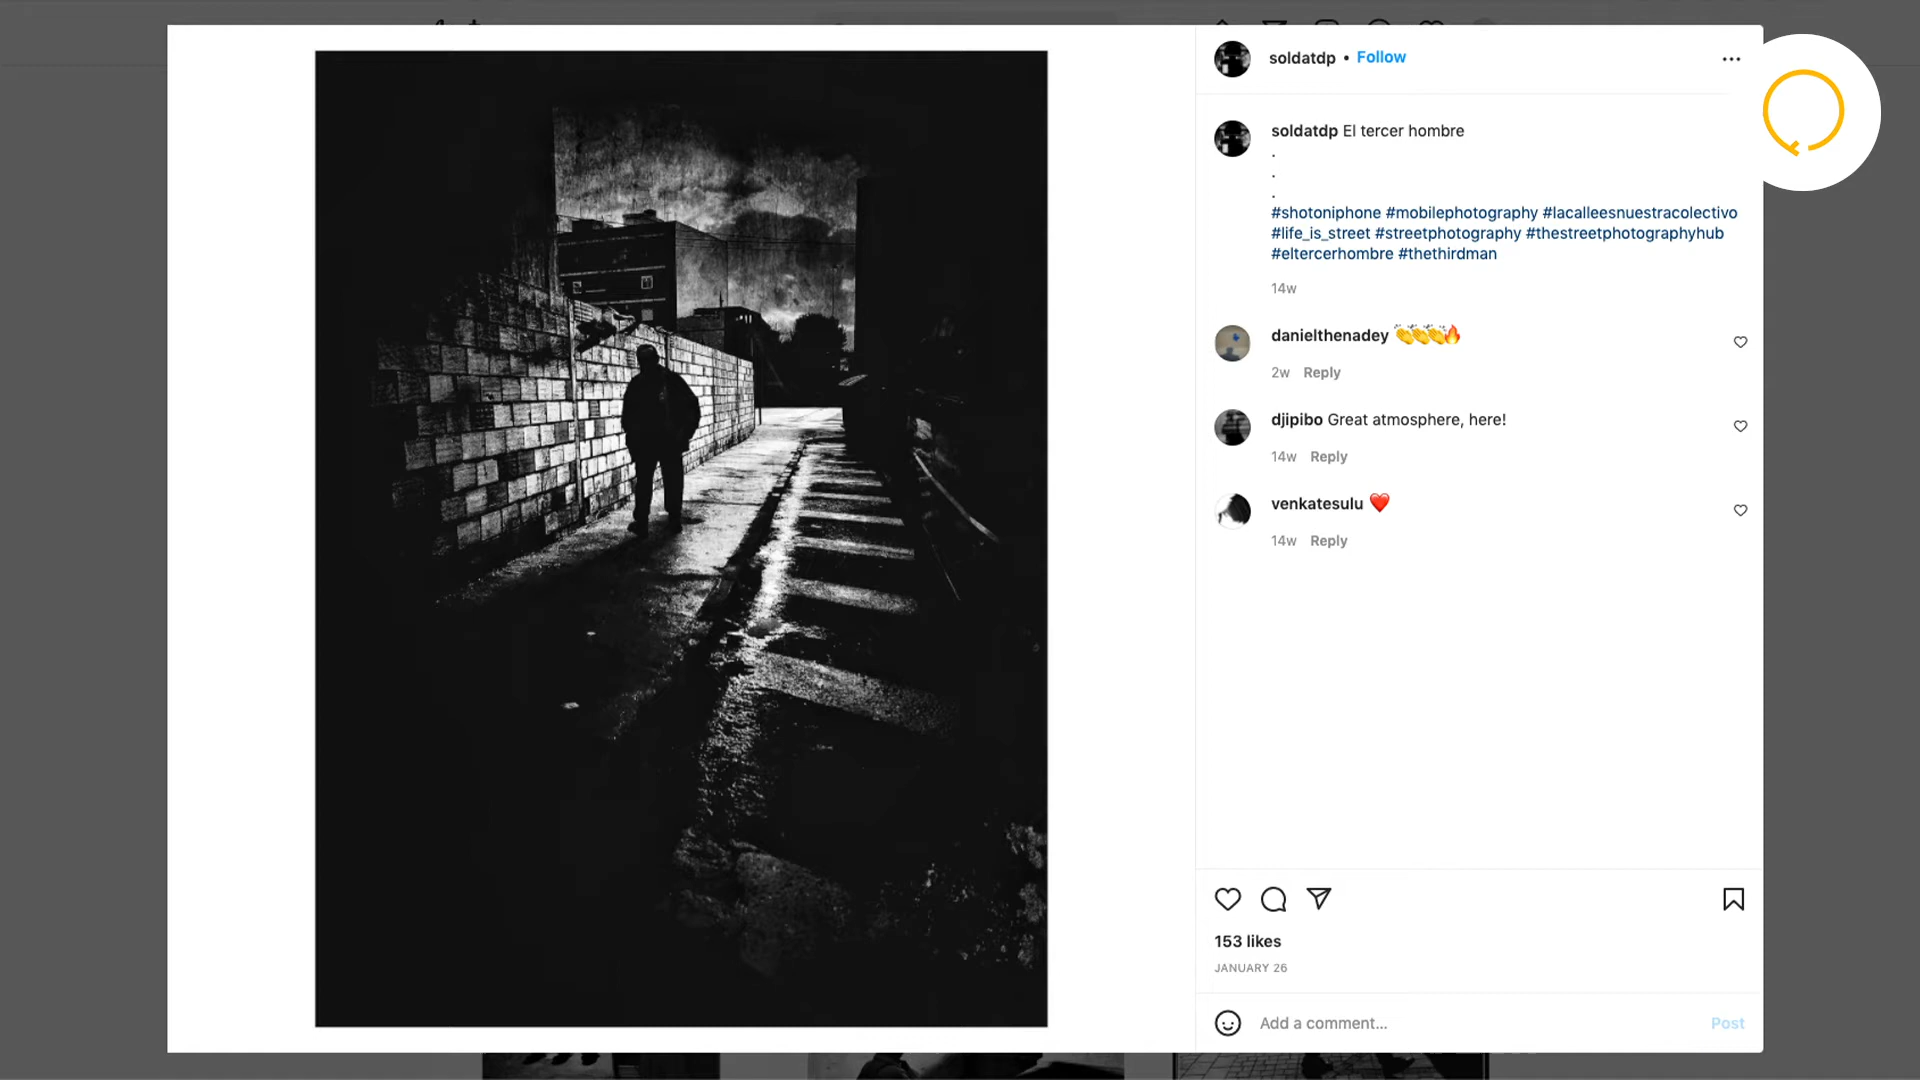 soldatdp • Follow
soldatdp El tercer hombre
.
.
.
#shotoniphone #mobilephotography #lacalleesnuestracolectivo
#life_is_street #streetphotography #thestreetphotographyhub
#eltercerhombre #thethirdman
14w
danielthenadey 👏👏👏🔥
2w Reply
djipibo Great atmosphere, here!
14w Reply
venkatesulu ❤️
14w Reply
153 likes
JANUARY 26
Add a comment... Post